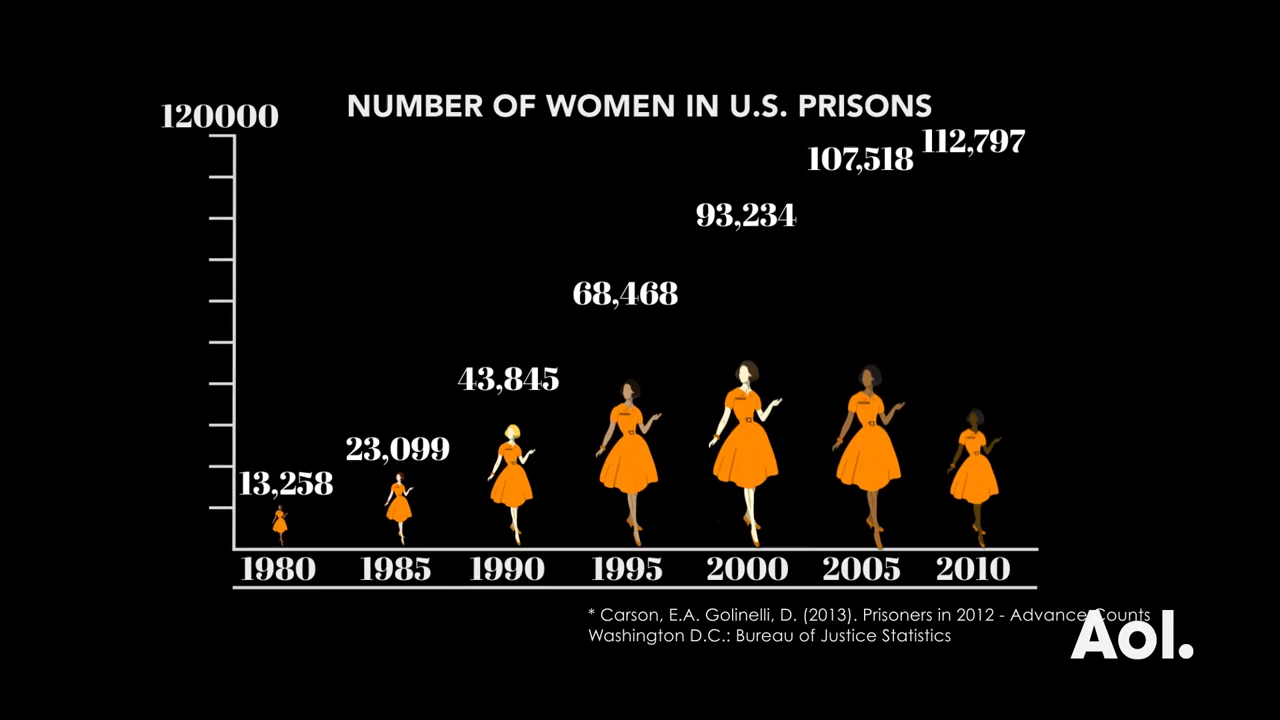 NUMBER OF WOMEN IN U.S. PRISONS
120000
112,797
107,518
93,234
68,468
43,845
23,099
13,258
1980 1985 1990 1995 2000 2005 2010
* Carson, E.A. Golinelli, D. (2013). Prisoners in 2012 - Advance Counts
Washington D.C.: Bureau of Justice Statistics
Aol.